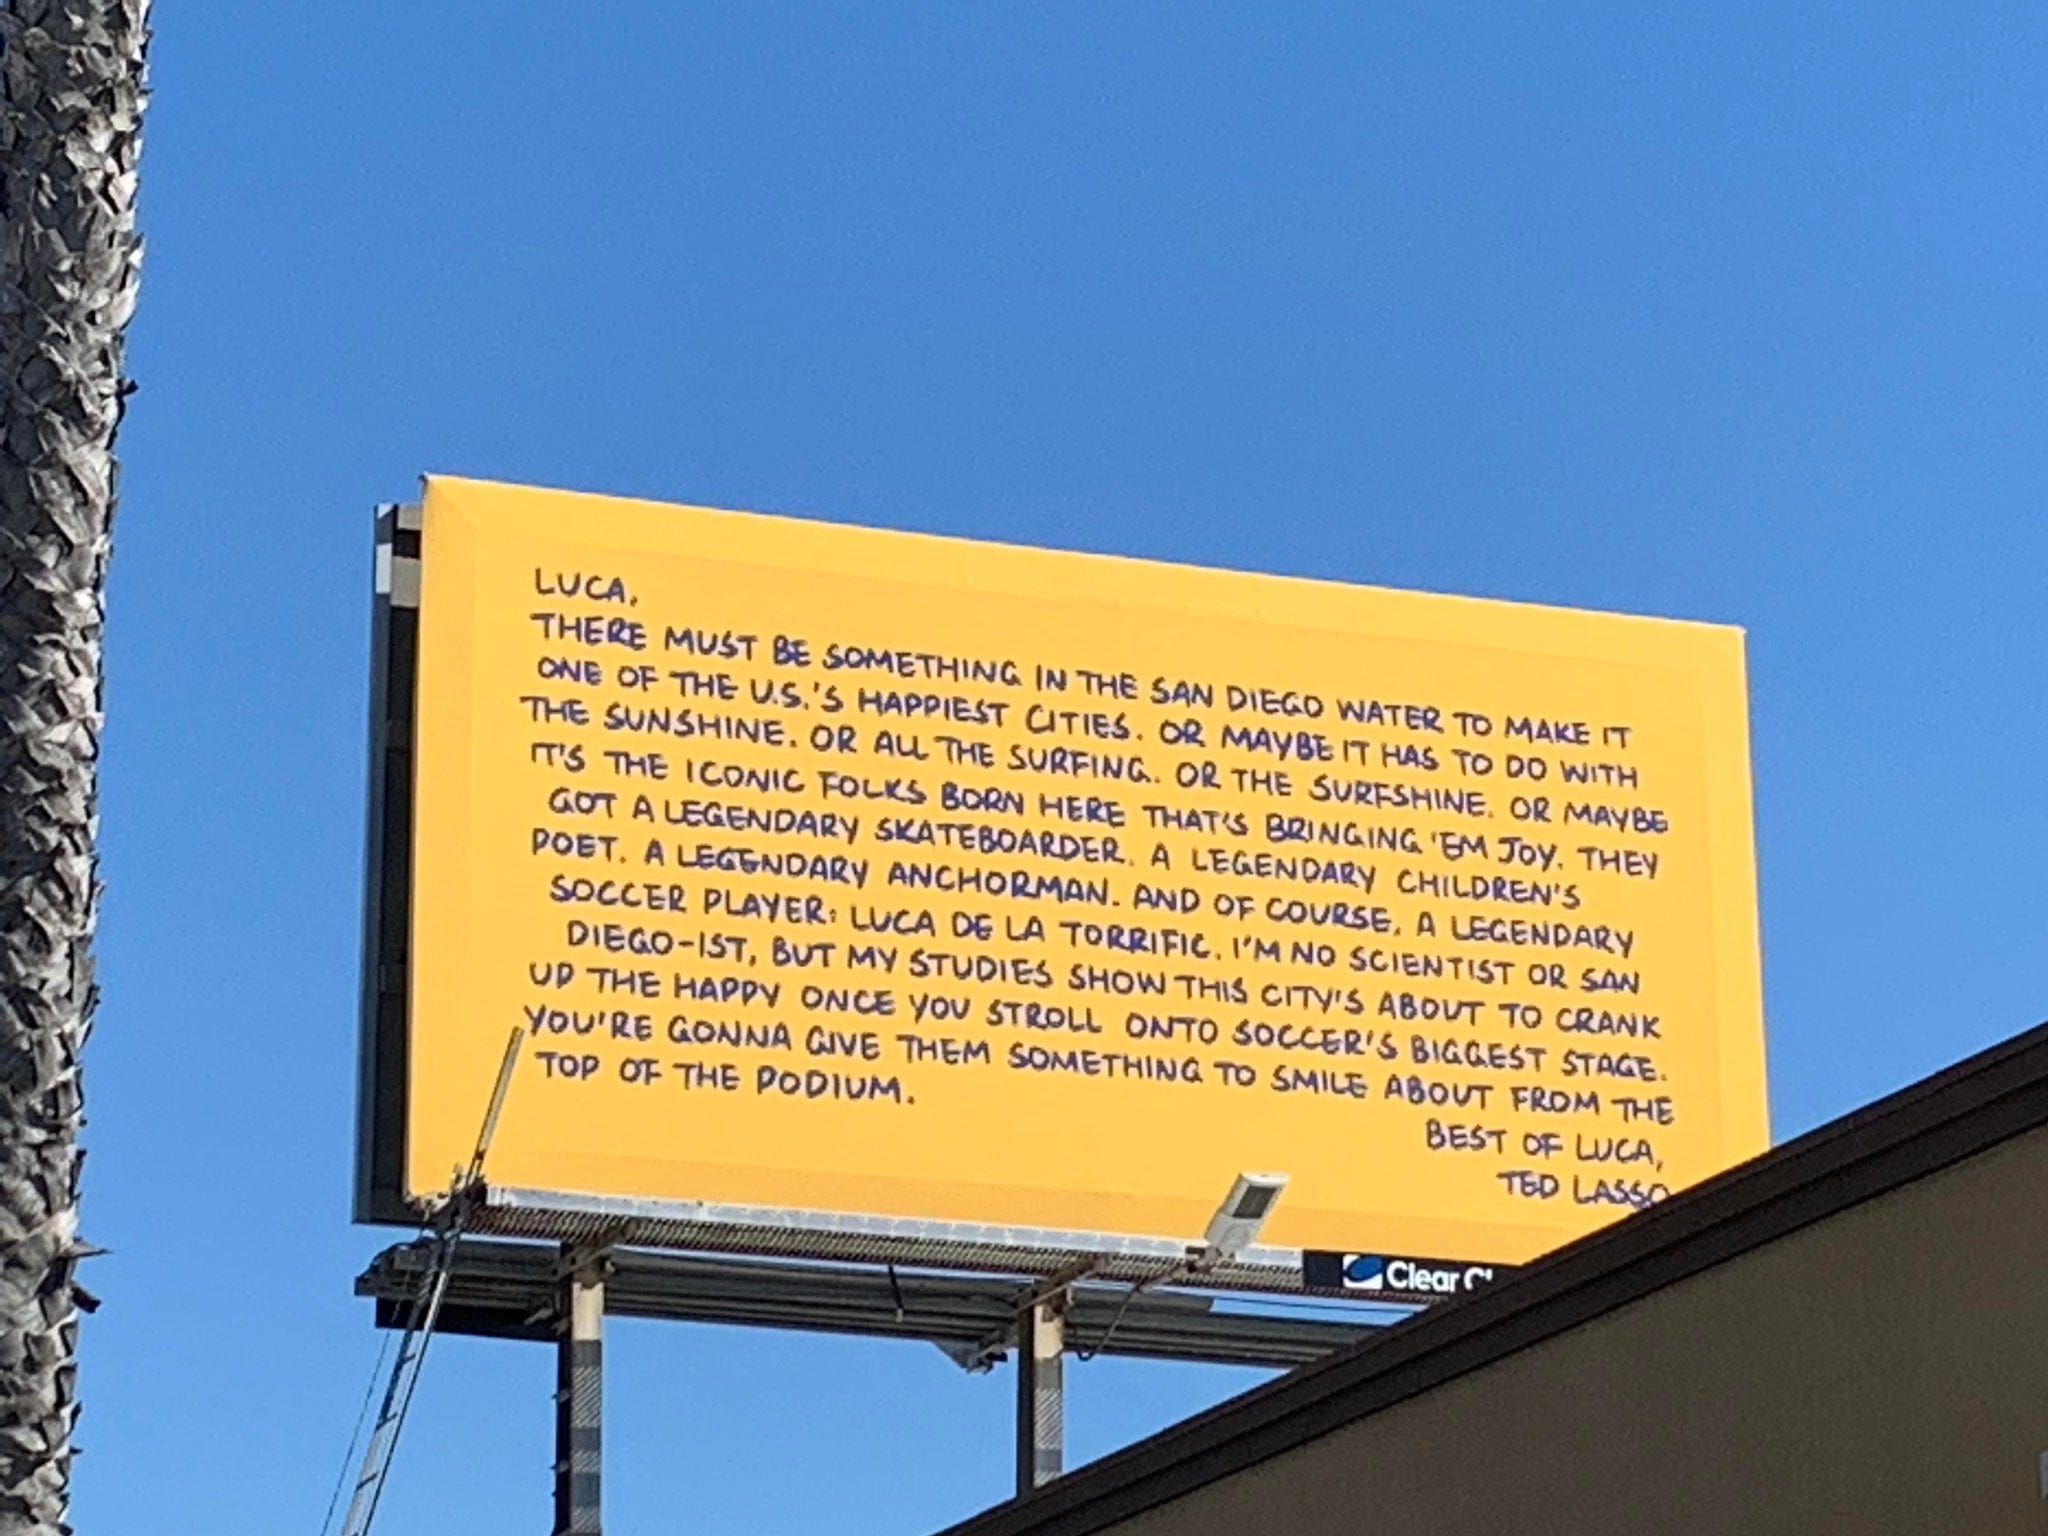 LUCA,
THERE MUST BE SOMETHING IN THE SAN DIEGO WATER TO MAKE IT
ONE OF THE U.S.'S HAPPIEST CITIES. OR MAYBE IT HAS TO DO WITH
THE SUNSHINE. OR ALL THE SURFING. OR THE SURFSHINE. OR MAYBE
IT'S THE ICONIC FOLKS BORN HERE THAT'S BRINGING 'EM JOY. THEY
GOT A LEGENDARY SKATEBOARDER. A LEGENDARY CHILDREN'S
POET. A LEGENDARY ANCHORMAN. AND OF COURSE, A LEGENDARY
SOCCER PLAYER: LUCA DE LA TORRIFIC. I'M NO SCIENTIST OR SAN
DIEGO-IST, BUT MY STUDIES SHOW THIS CITY'S ABOUT TO CRANK
UP THE HAPPY ONCE YOU STROLL ONTO SOCCER'S BIGGEST STAGE.
YOU'RE GONNA GIVE THEM SOMETHING TO SMILE ABOUT FROM THE
TOP OF THE PODIUM.
BEST OF LUCA,
TED LASSO
Clear